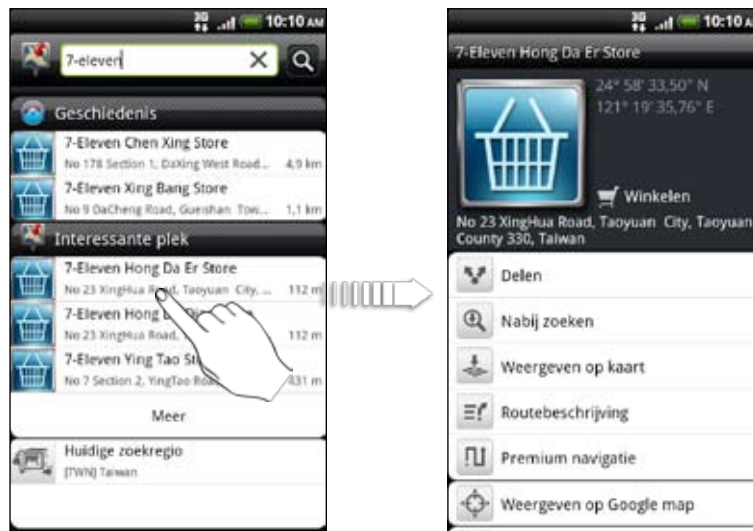 3G 10:10 AM
7-eleven
Geschiedenis
7-Eleven Chen Xing Store
No 178 Section 1, DaXing West Road... 4,9 km
7-Eleven Xing Bang Store
No 9 DaCheng Road, Gueishan Tow... 1,1 km
Interessante plek
7-Eleven Hong Da Er Store
No 23 XingHua Road, Taoyuan City, ... 112 m
7-Eleven Hong
No 23 XingHua Road, 112 m
7-Eleven Ying Tao St
No 7 Section 2, YingTao Road 431 m
Meer
Huidige zoekregio
[TWN] Taiwan
3G 10:10 A
7-Eleven Hong Da Er Store
24° 58' 33,50" N
121° 19' 35,76" E
Winkelen
No 23 XingHua Road, Taoyuan City, Taoyuan
County 330, Taiwan
Delen
Nabij zoeken
Weergeven op kaart
Routebeschrijving
Premium navigatie
Weergeven op Google map